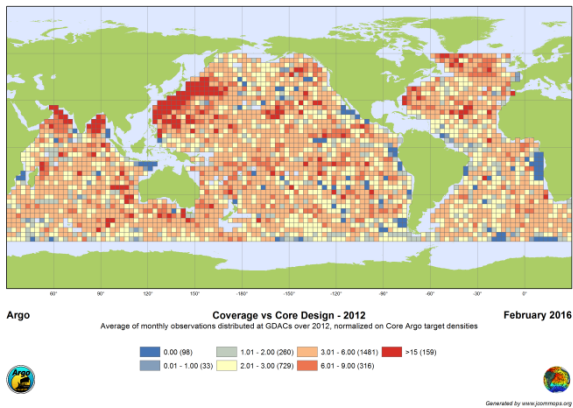 60° 90° 120° 150° 180° -150° -120° -90° -60° -30° 0° 30°
Argo
Coverage vs Core Design - 2012
February 2016
Average of monthly observations distributed at GDACs over 2012, normalized on Core Argo target densities
0.00 (98) 1.01 - 2.00 (260) 3.01 - 6.00 (1481) >15 (159)
0.01 - 1.00 (33) 2.01 - 3.00 (729) 6.01 - 9.00 (316)
Argo
Generated by www.jcommops.org